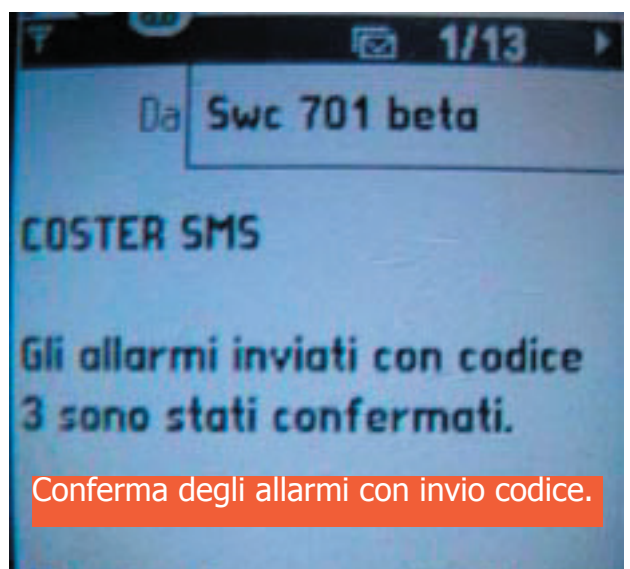 1/13
Da Swc 701 beta
COSTER SMS
Gli allarmi inviati con codice
3 sono stati confermati.
Conferma degli allarmi con invio codice.